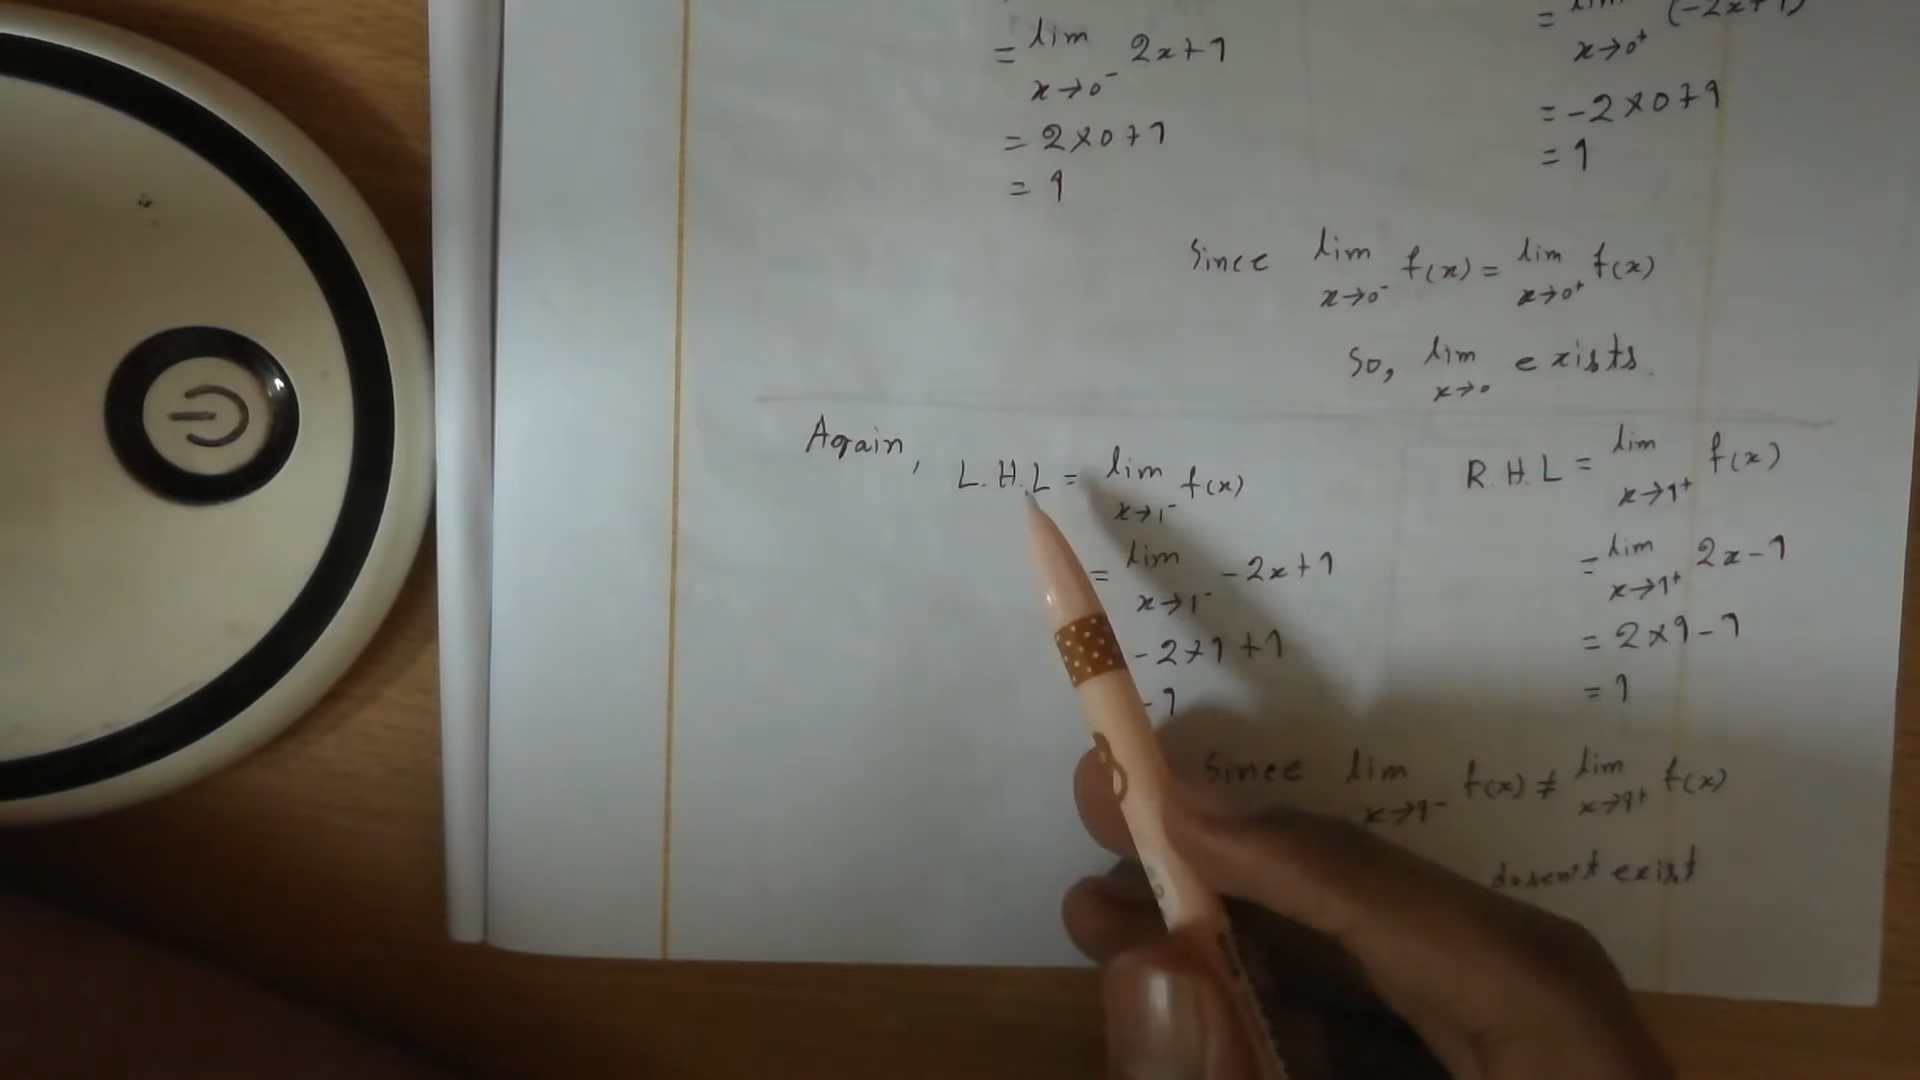 = lim 2x+1
x→0⁻
= 2×0+1
= 1
= lim (-2x+1)
x→0⁺
= -2×0+1
= 1
Since lim f(x) = lim f(x)
x→0⁻ x→0⁺
So, lim exists.
x→0
Again, L.H.L = lim f(x)
x→1⁻
= lim -2x+1
x→1⁻
-2×1+1
-1
R.H.L = lim f(x)
x→1⁺
= lim 2x-1
x→1⁺
= 2×1-1
= 1
Since lim f(x) ≠ lim f(x)
x→1⁻ x→1⁺
dosen't exist